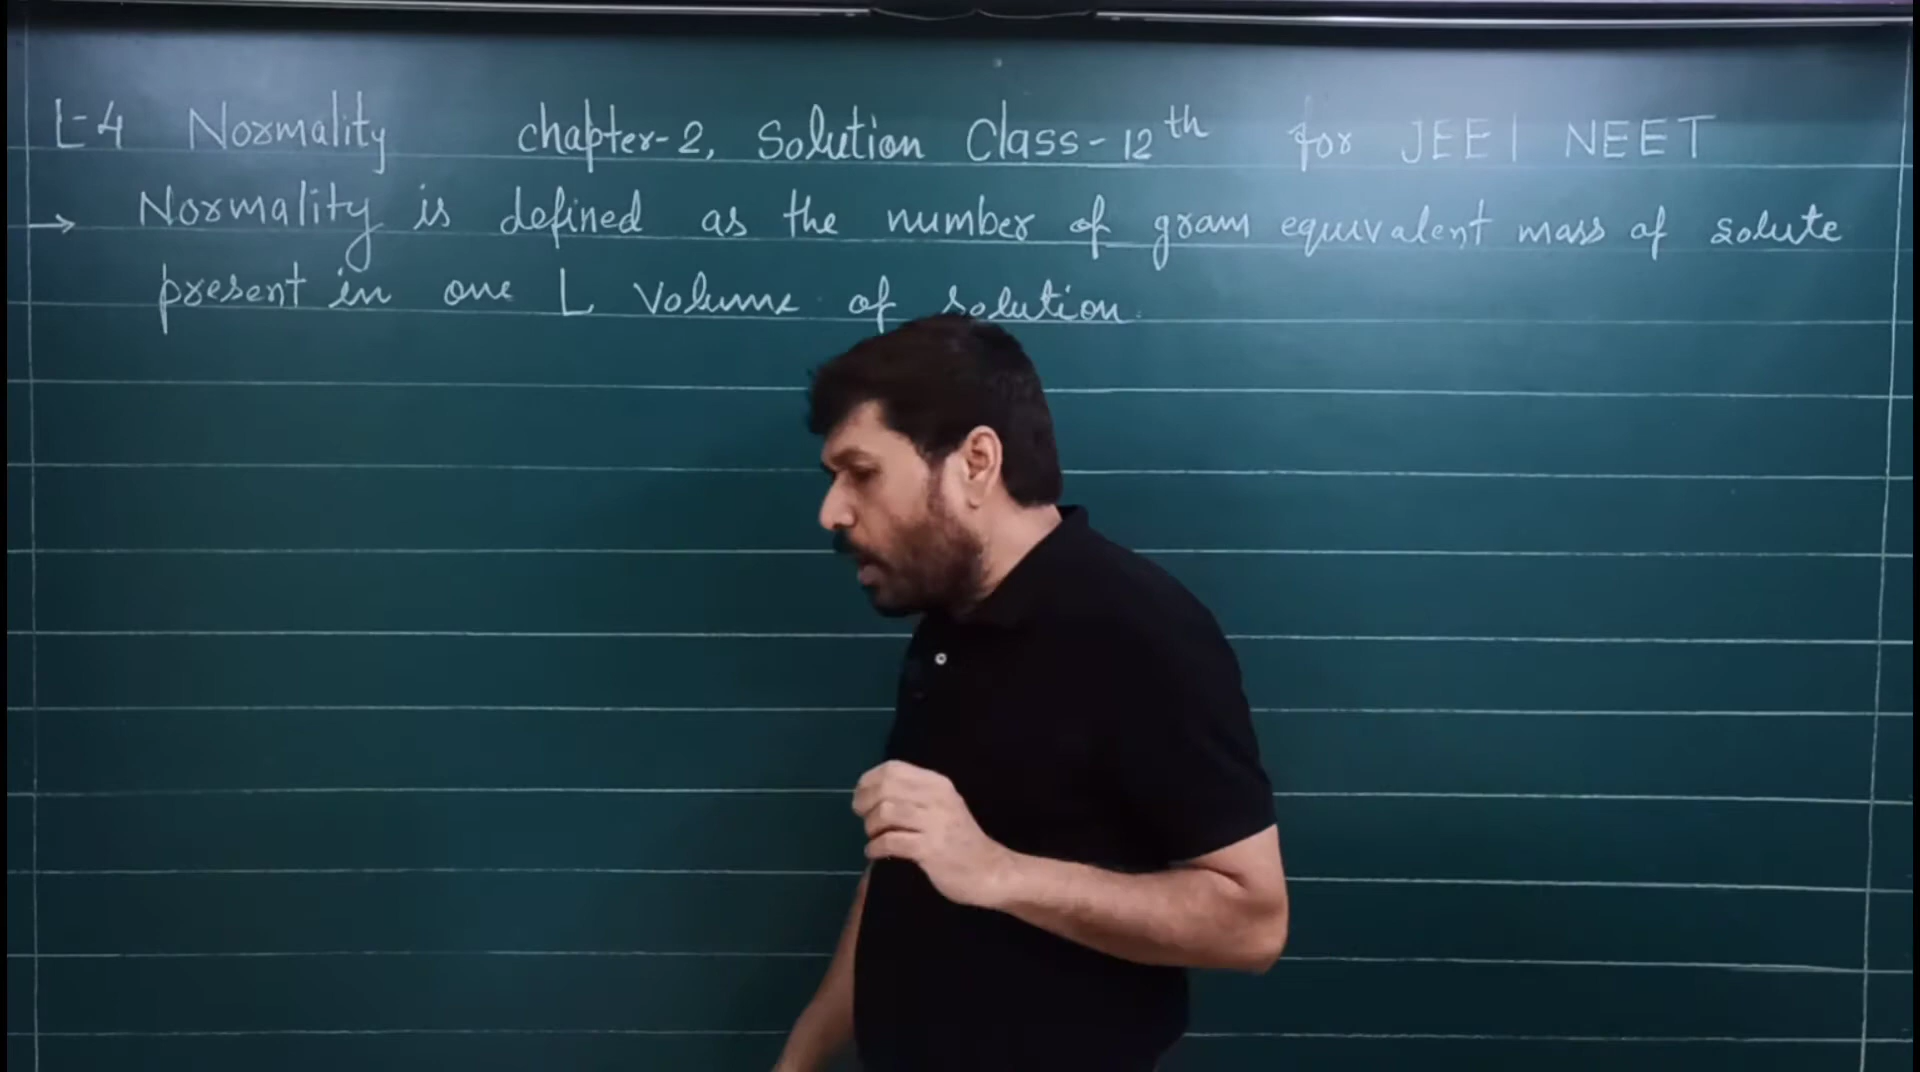 L-4 Normality chapter-2, Solution Class-12th for JEE| NEET
→ Normality is defined as the number of gram equivalent mass of solute
present in one L Volume of solution.